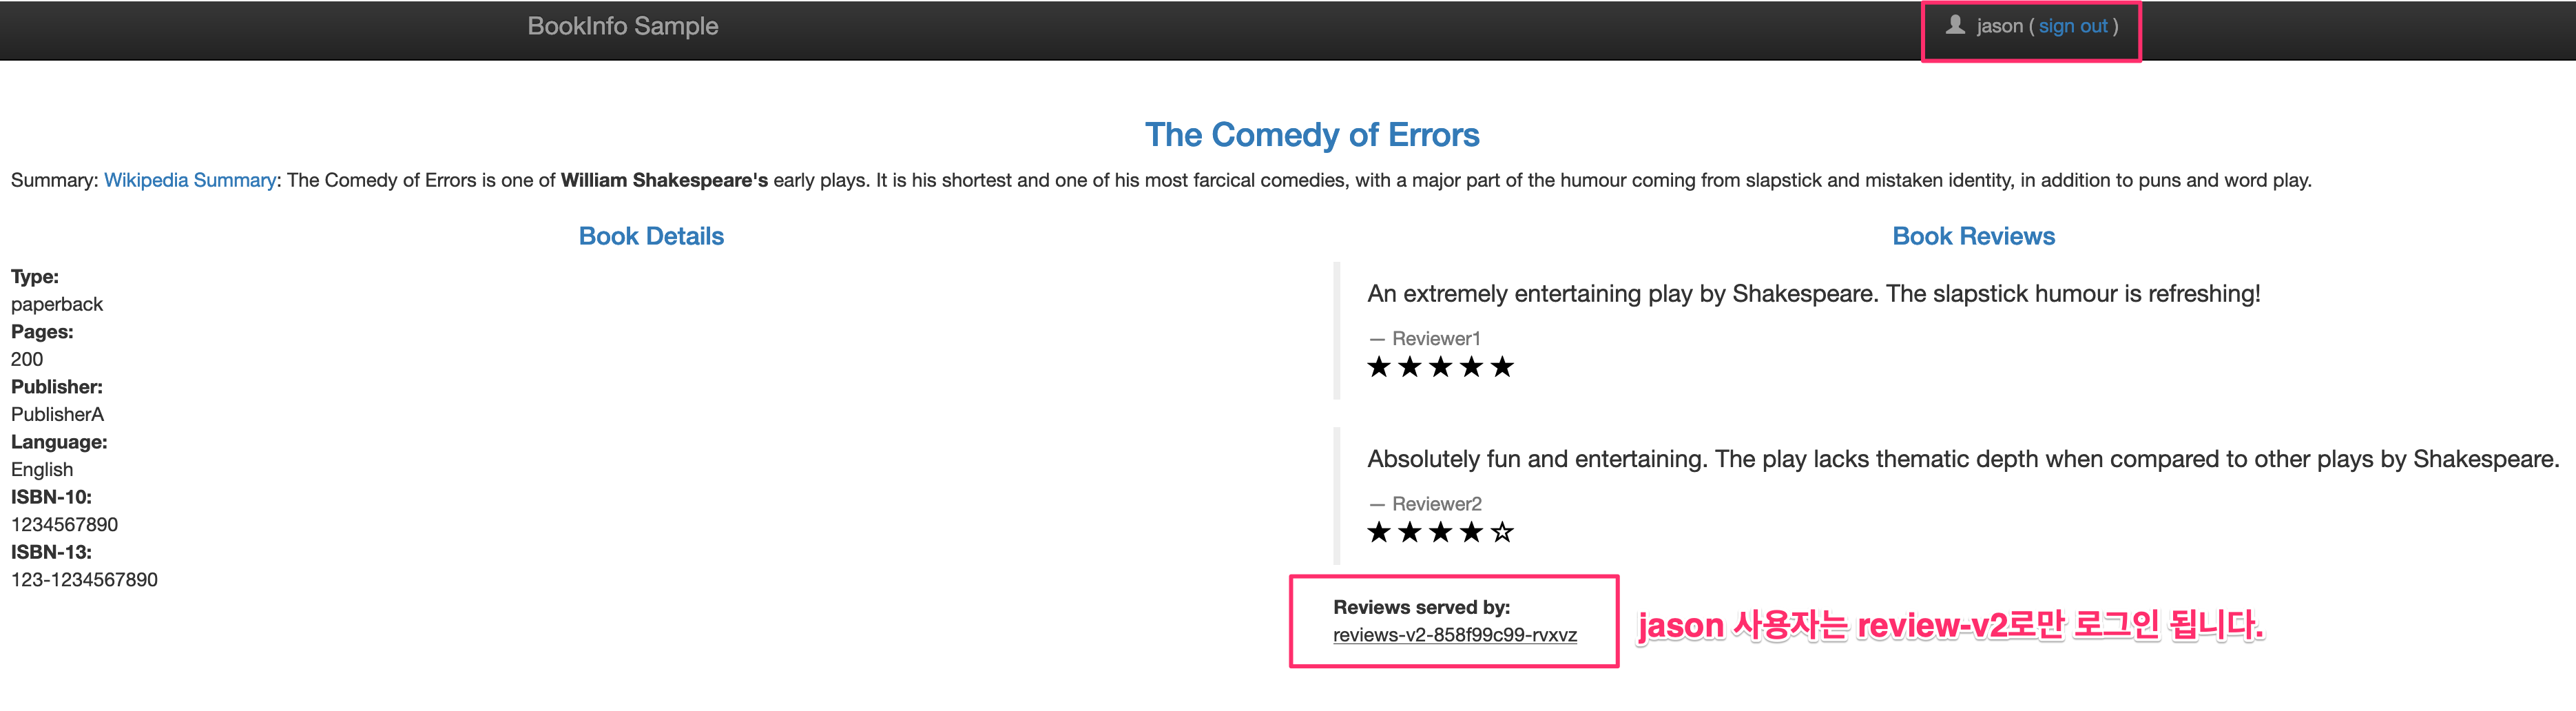 BookInfo Sample
jason ( sign out )
The Comedy of Errors
Summary: Wikipedia Summary: The Comedy of Errors is one of William Shakespeare's early plays. It is his shortest and one of his most farcical comedies, with a major part of the humour coming from slapstick and mistaken identity, in addition to puns and word play.
Book Details
Type:
paperback
Pages:
200
Publisher:
PublisherA
Language:
English
ISBN-10:
1234567890
ISBN-13:
123-1234567890
Book Reviews
An extremely entertaining play by Shakespeare. The slapstick humour is refreshing!
— Reviewer1
★★★★★
Absolutely fun and entertaining. The play lacks thematic depth when compared to other plays by Shakespeare.
— Reviewer2
★★★★☆
Reviews served by:
reviews-v2-858f99c99-rvxvz
jason 사용자는 review-v2로만 로그인 됩니다.